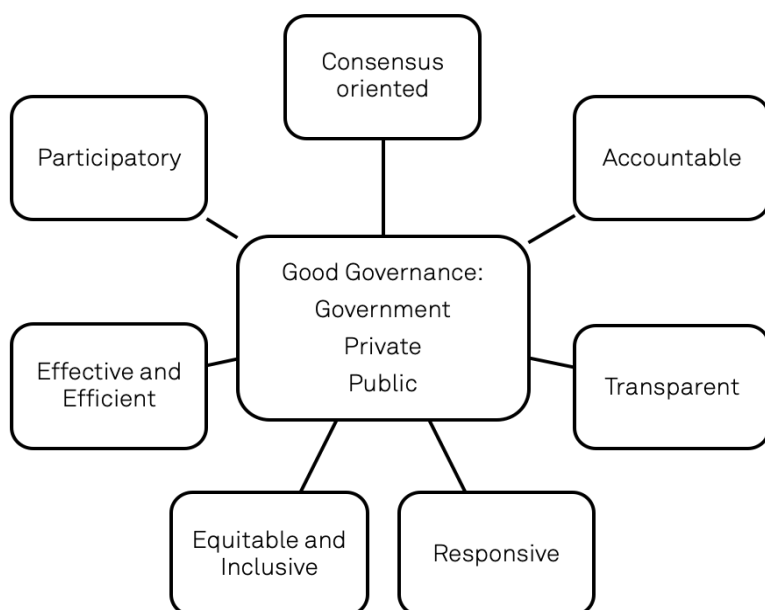 Consensus
oriented
Participatory
Accountable
Good Governance:
Government
Private
Public
Effective and
Efficient
Transparent
Equitable and
Inclusive
Responsive